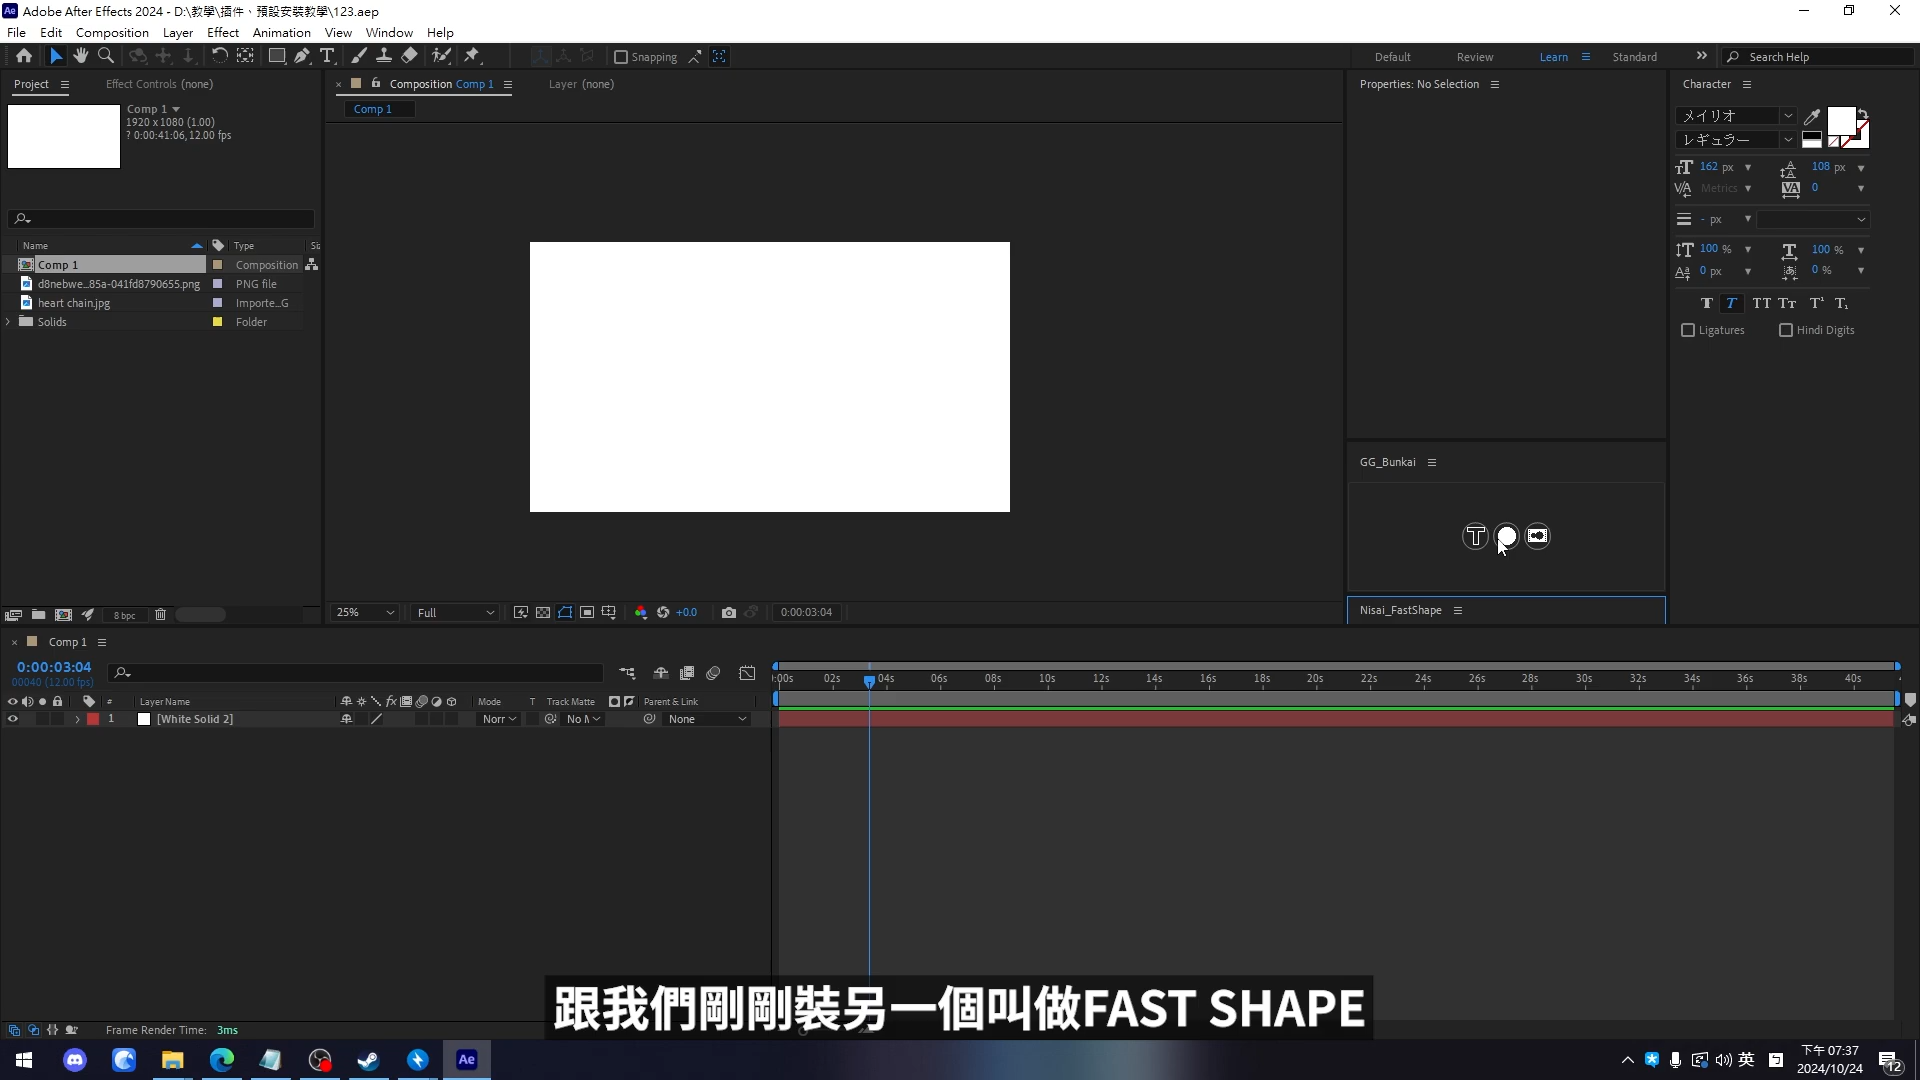 Adobe After Effects 2024 - D:\教學\插件、預設安裝教學\123.aep
File Edit Composition Layer Effect Animation View Window Help
Snapping
Default Review Learn Standard Search Help
Project Effect Controls (none)
Composition Comp 1 Layer (none)
Properties: No Selection
Character
Comp 1
1920 x 1080 (1.00)
? 0:00:41:06, 12.00 fps
Comp 1
メイリオ
レギュラー
162 px 108 px
Metrics 0
- px
100 % 100 %
0 px 0 %
T T TT Tr T¹ T₁
Ligatures Hindi Digits
Name Type
Comp 1 Composition
d8nebwe...85a-041fd8790655.png PNG file
heart chain.jpg Importe...G
Solids Folder
GG_Bunkai
Nisai_FastShape
8 bpc
25% Full +0.0 0:00:03:04
Comp 1
0:00:03:04
00040 (12.00 fps)
:00s 02s 04s 06s 08s 10s 12s 14s 16s 18s 20s 22s 24s 26s 28s 30s 32s 34s 36s 38s 40s
# Layer Name Mode T Track Matte Parent & Link
1 [White Solid 2] Norr No M None
跟我們剛剛裝另一個叫做FAST SHAPE
Frame Render Time: 3ms
英
下午 07:37
2024/10/24
12